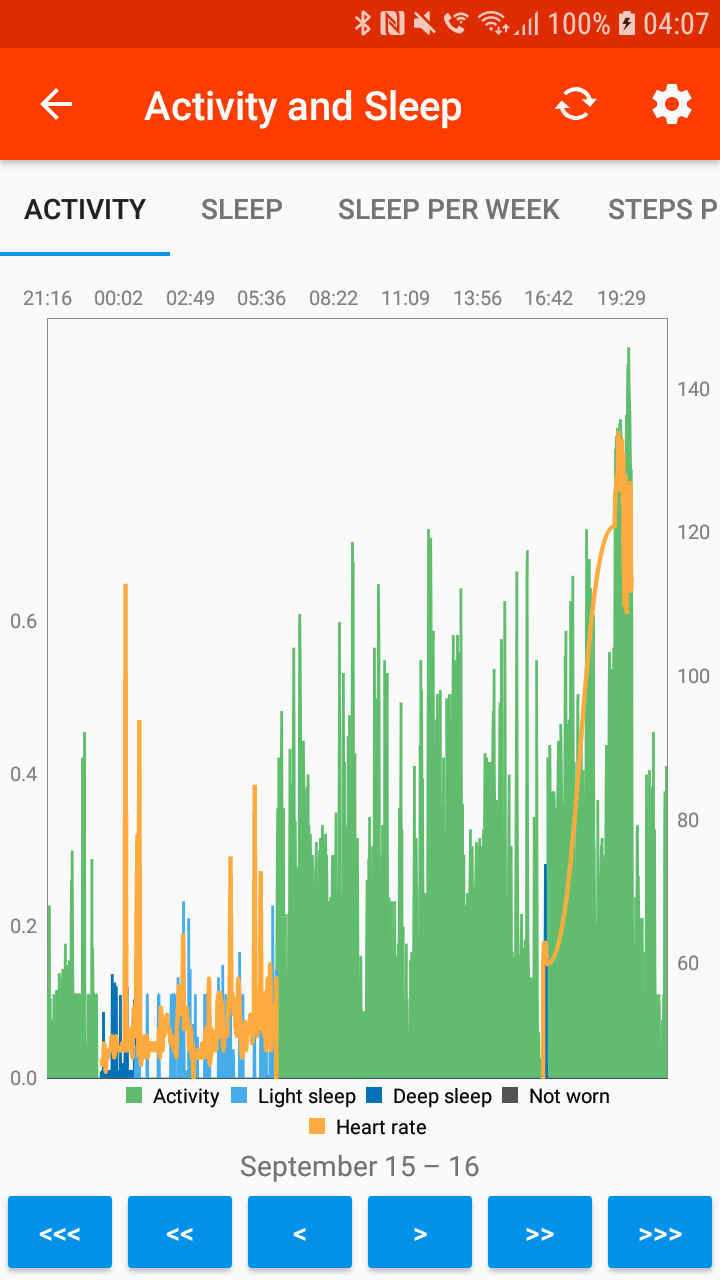 100% 04:07
Activity and Sleep
ACTIVITY SLEEP SLEEP PER WEEK STEPS P
21:16 00:02 02:49 05:36 08:22 11:09 13:56 16:42 19:29
140
120
0.6
100
0.4
80
0.2
60
0.0
Activity Light sleep Deep sleep Not worn
Heart rate
September 15 – 16
<<< << < > >> >>>